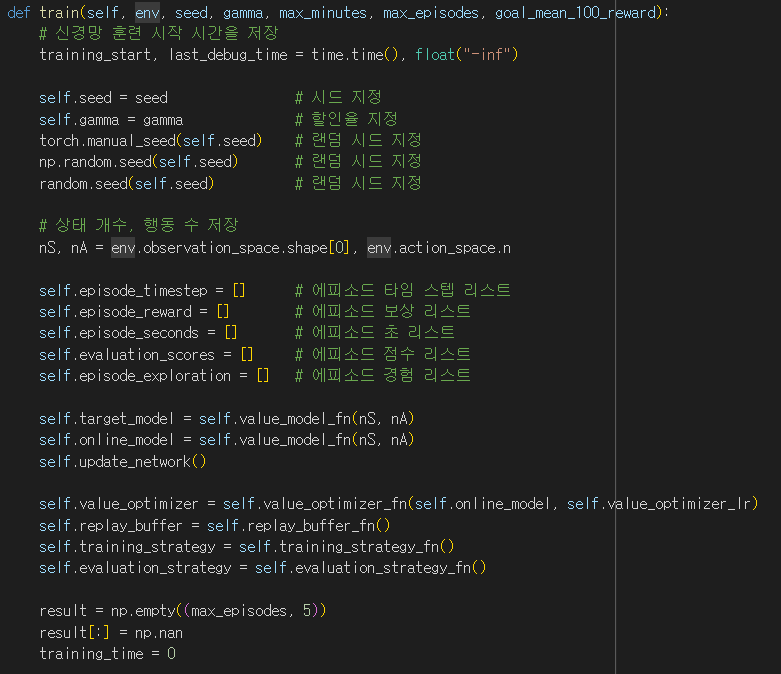 def train(self, env, seed, gamma, max_minutes, max_episodes, goal_mean_100_reward):
# 신경망 훈련 시작 시간을 저장
training_start, last_debug_time = time.time(), float("-inf")
self.seed = seed # 시드 지정
self.gamma = gamma # 할인율 지정
torch.manual_seed(self.seed) # 랜덤 시드 지정
np.random.seed(self.seed) # 랜덤 시드 지정
random.seed(self.seed) # 랜덤 시드 지정
# 상태 개수, 행동 수 저장
nS, nA = env.observation_space.shape[0], env.action_space.n
self.episode_timestep = [] # 에피소드 타임 스텝 리스트
self.episode_reward = [] # 에피소드 보상 리스트
self.episode_seconds = [] # 에피소드 초 리스트
self.evaluation_scores = [] # 에피소드 점수 리스트
self.episode_exploration = [] # 에피소드 경험 리스트
self.target_model = self.value_model_fn(nS, nA)
self.online_model = self.value_model_fn(nS, nA)
self.update_network()
self.value_optimizer = self.value_optimizer_fn(self.online_model, self.value_optimizer_lr)
self.replay_buffer = self.replay_buffer_fn()
self.training_strategy = self.training_strategy_fn()
self.evaluation_strategy = self.evaluation_strategy_fn()
result = np.empty((max_episodes, 5))
result[:] = np.nan
training_time = 0